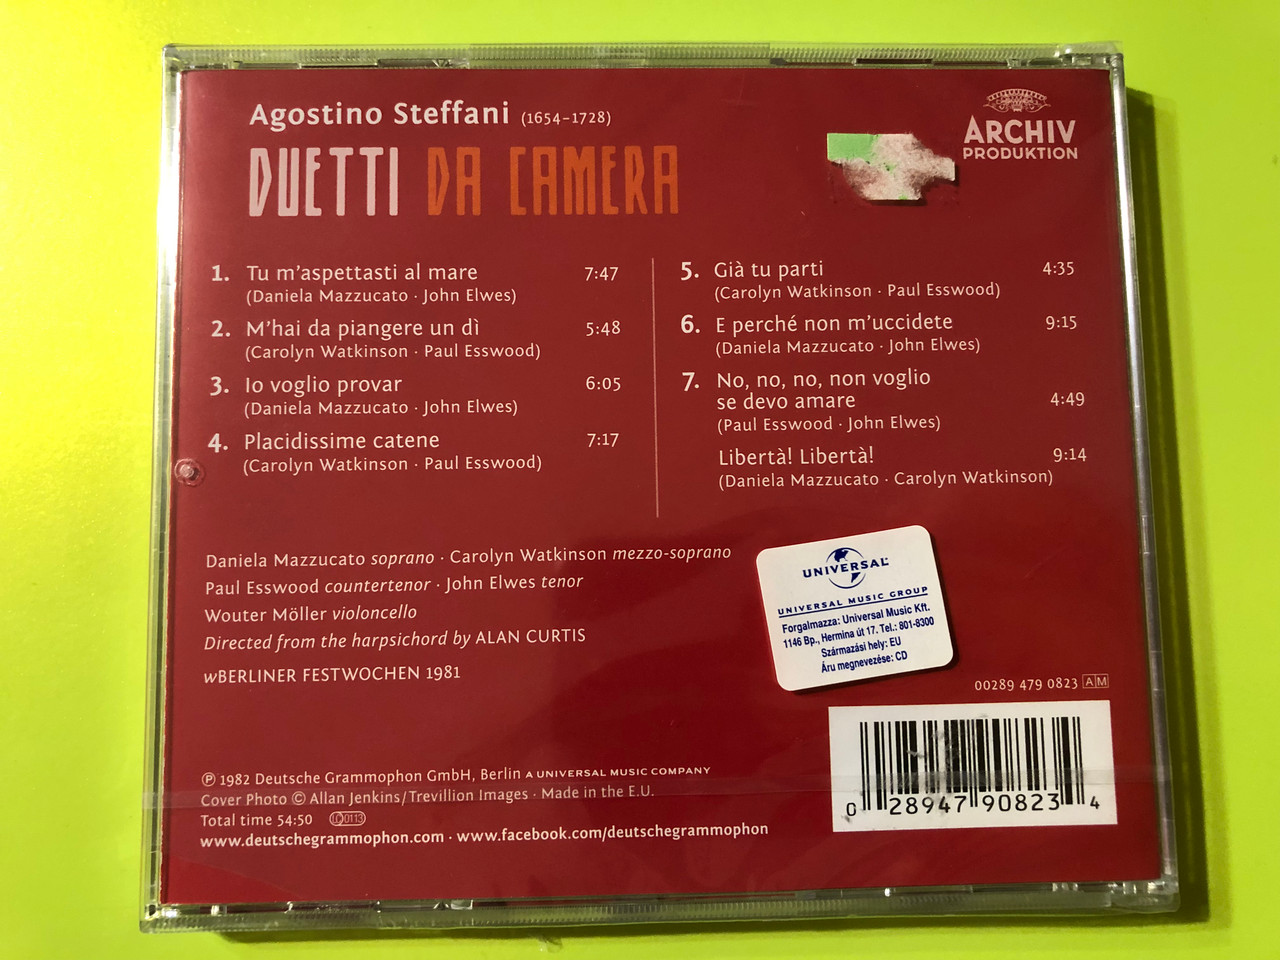 Agostino Steffani (1654–1728)
DUETTI DA CAMERA
ARCHIV
PRODUKTION
1. Tu m'aspettasti al mare 7:47
(Daniela Mazzucato · John Elwes)
2. M'hai da piangere un dì 5:48
(Carolyn Watkinson · Paul Esswood)
3. Io voglio provar 6:05
(Daniela Mazzucato · John Elwes)
4. Placidissime catene 7:17
(Carolyn Watkinson · Paul Esswood)
5. Già tu parti 4:35
(Carolyn Watkinson · Paul Esswood)
6. E perché non m'uccidete 9:15
(Daniela Mazzucato · John Elwes)
7. No, no, no, non voglio
se devo amare 4:49
(Paul Esswood · John Elwes)
Libertà! Libertà! 9:14
(Daniela Mazzucato · Carolyn Watkinson)
Daniela Mazzucato soprano · Carolyn Watkinson mezzo-soprano
Paul Esswood countertenor · John Elwes tenor
Wouter Möller violoncello
Directed from the harpsichord by ALAN CURTIS
wBERLINER FESTWOCHEN 1981
UNIVERSAL
UNIVERSAL MUSIC GROUP
Forgalmazza: Universal Music Kft.
1146 Bp., Hermina út 17. Tel.: 801-8300
Származási hely: EU
Áru megnevezése: CD
00289 479 0823 AM
0 28947 90823 4
℗ 1982 Deutsche Grammophon GmbH, Berlin A UNIVERSAL MUSIC COMPANY
Cover Photo © Allan Jenkins/Trevillion Images · Made in the E.U.
Total time 54:50 LC 0113
www.deutschegrammophon.com · www.facebook.com/deutschegrammophon